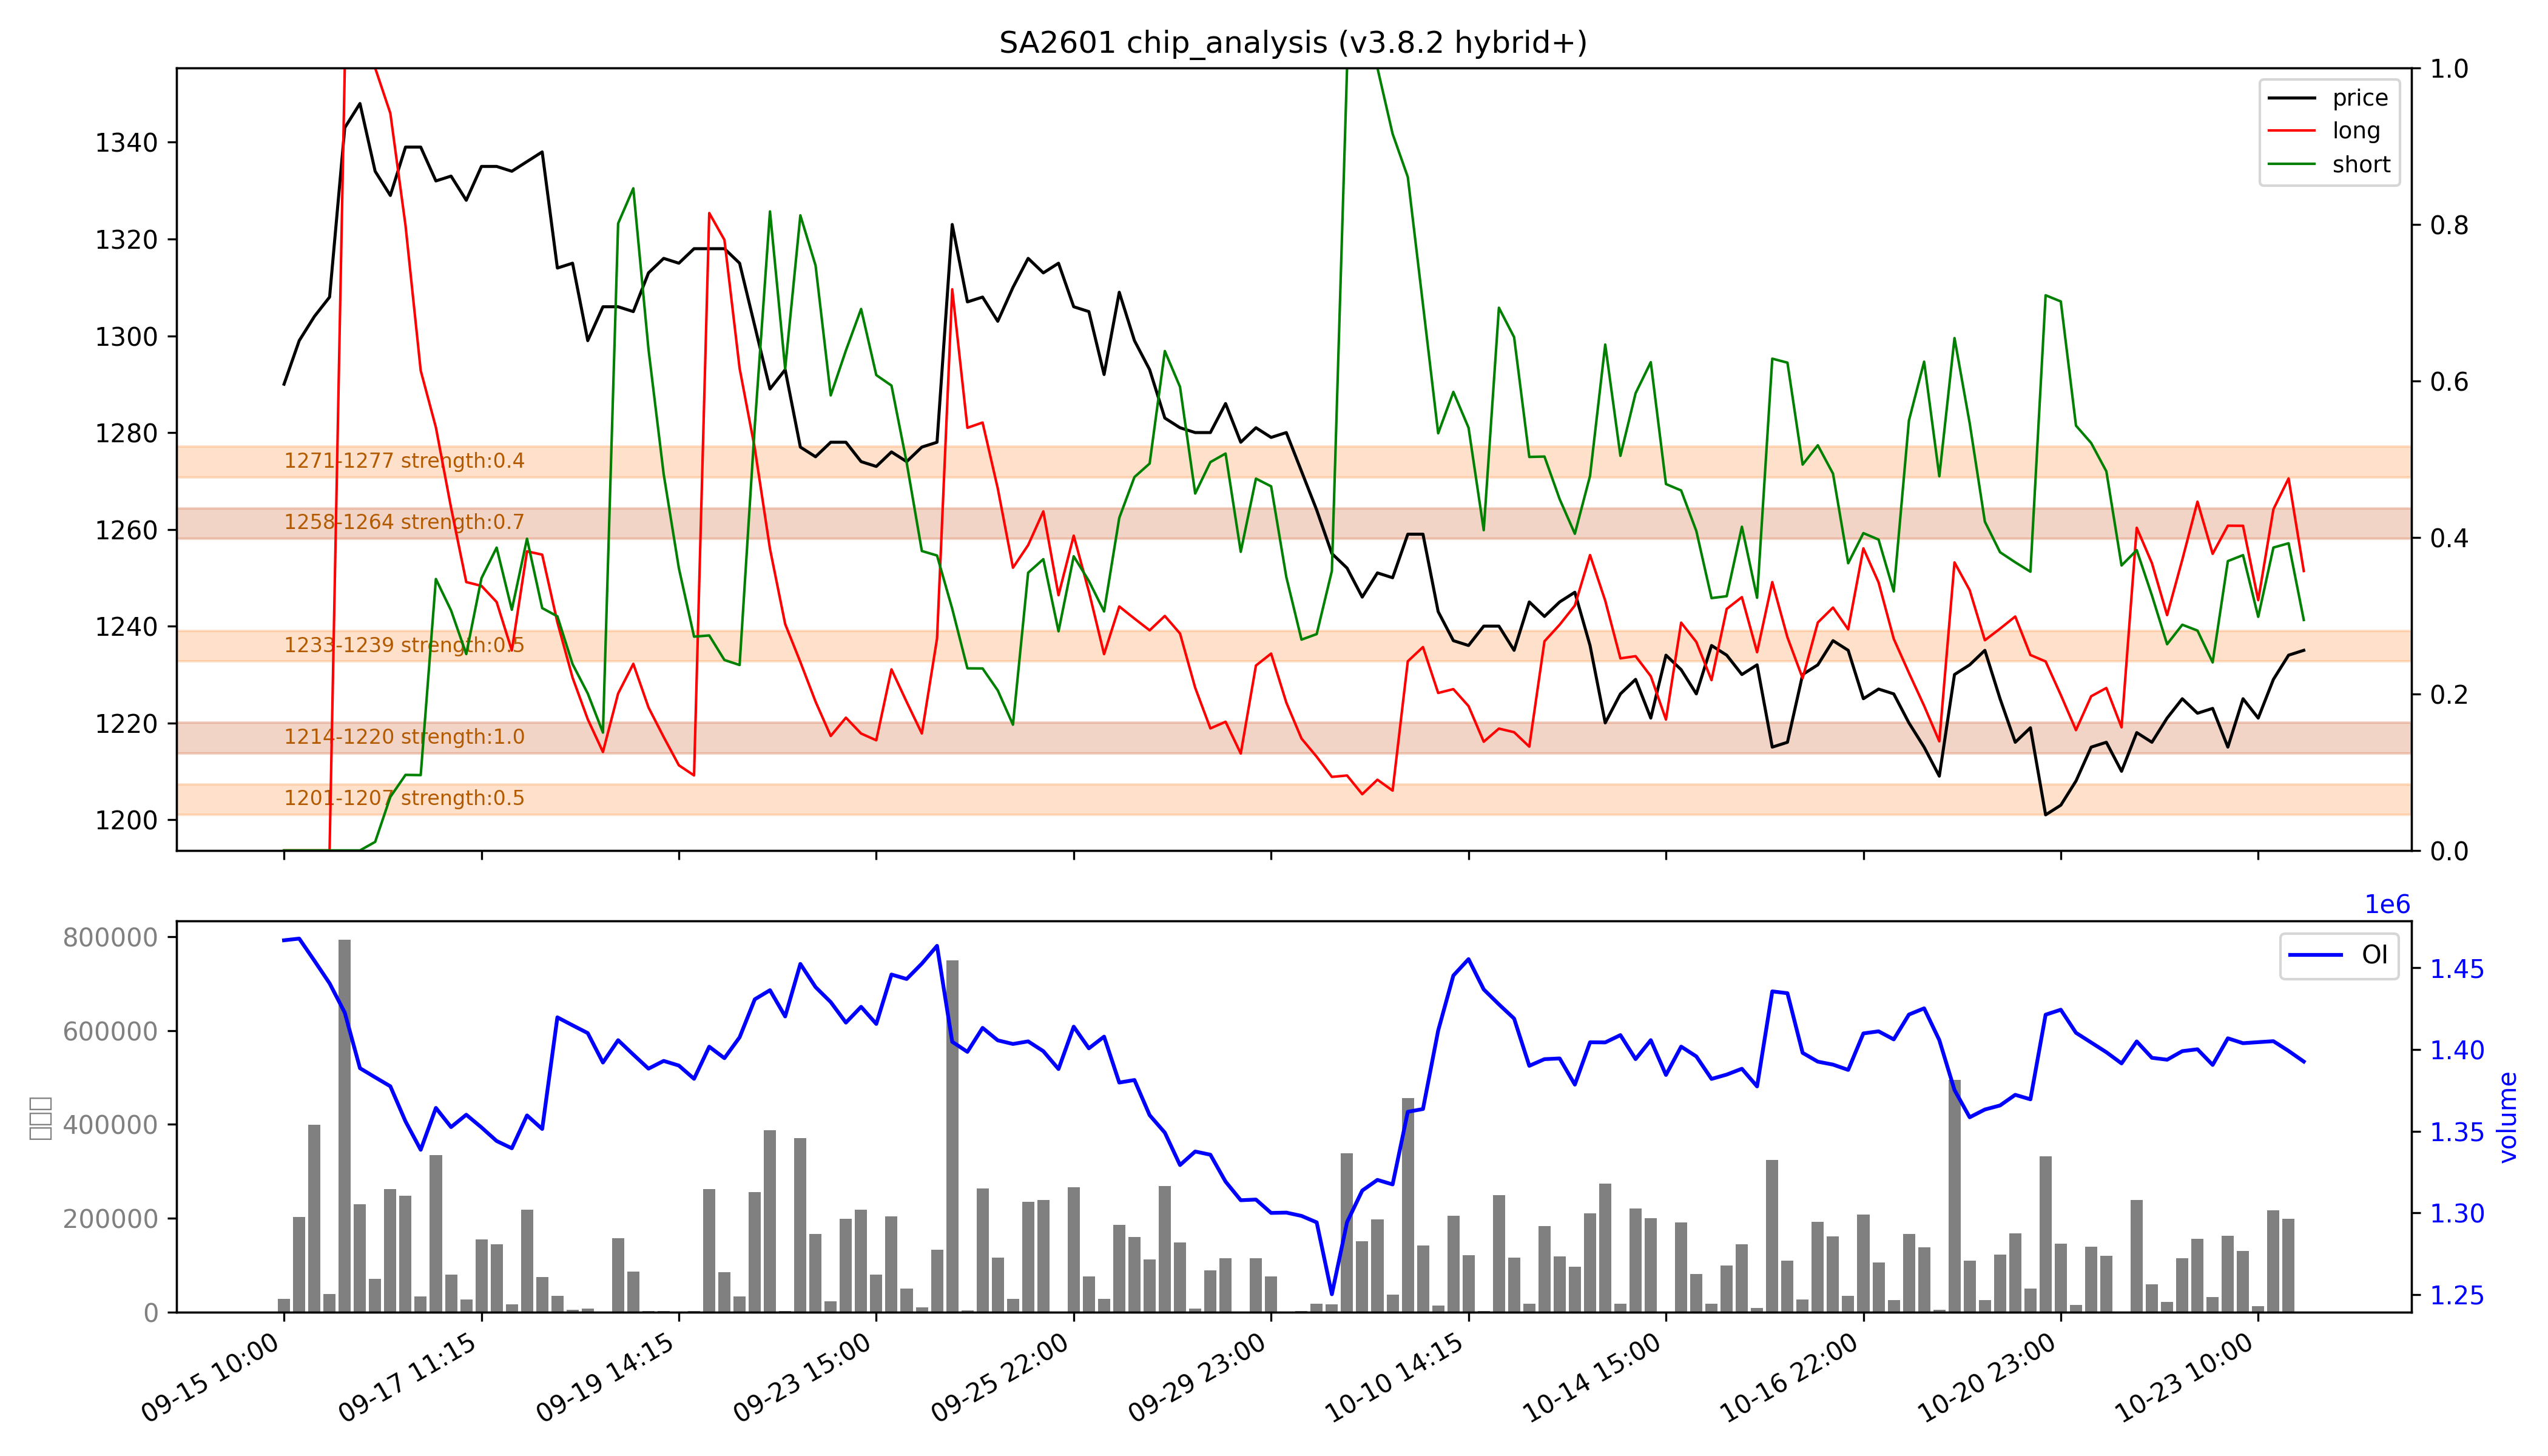 SA2601 chip_analysis (v3.8.2 hybrid+)
price
long
short
1340
1320
1300
1280
1260
1240
1220
1200
1.0
0.8
0.6
0.4
0.2
0.0
1271-1277 strength:0.4
1258-1264 strength:0.7
1233-1239 strength:0.5
1214-1220 strength:1.0
1201-1207 strength:0.5
1e6
OI
800000
600000
400000
200000
0
1.45
1.40
1.35
1.30
1.25
volume
09-15 10:00
09-17 11:15
09-19 14:15
09-23 15:00
09-25 22:00
09-29 23:00
10-10 14:15
10-14 15:00
10-16 22:00
10-20 23:00
10-23 10:00